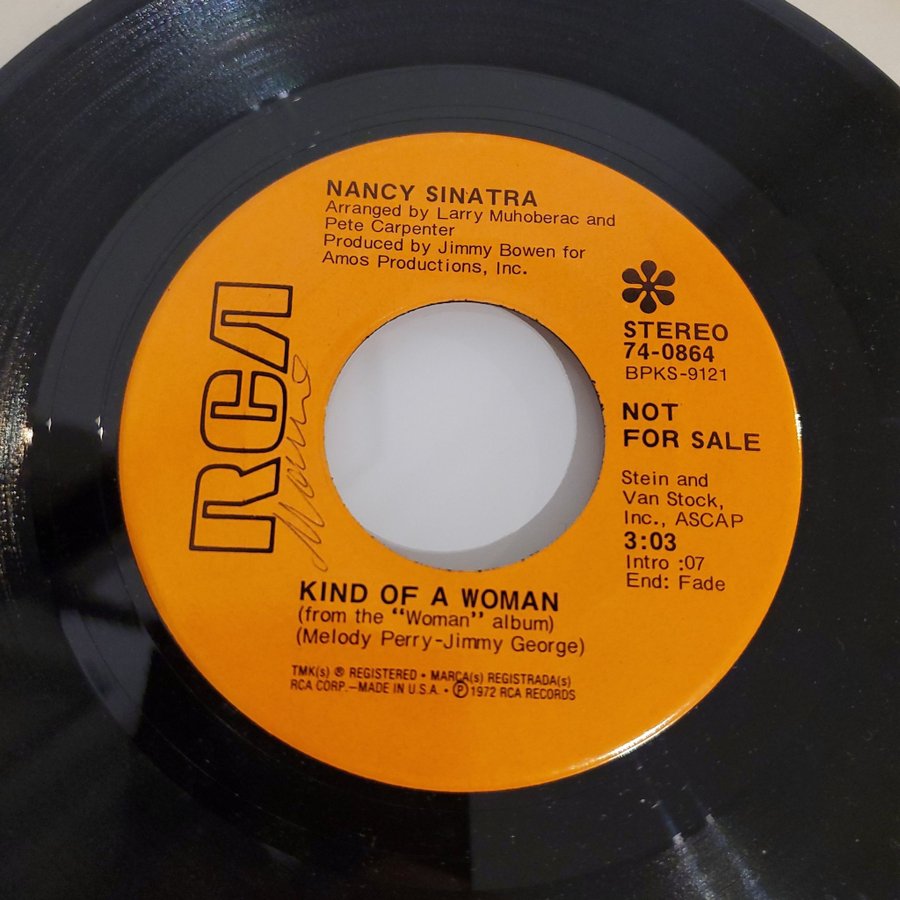 NANCY SINATRA
Arranged by Larry Muhoberac and
Pete Carpenter
Produced by Jimmy Bowen for
Amos Productions, Inc.
RCA
STEREO
74-0864
BPKS-9121
NOT
FOR SALE
Stein and
Van Stock,
Inc., ASCAP
3:03
Intro :07
End: Fade
KIND OF A WOMAN
(from the "Woman" album)
(Melody Perry-Jimmy George)
TMK(s) ® REGISTERED • MARCA(s) REGISTRADA(s)
RCA CORP.—MADE IN U.S.A. • ℗ 1972 RCA RECORDS